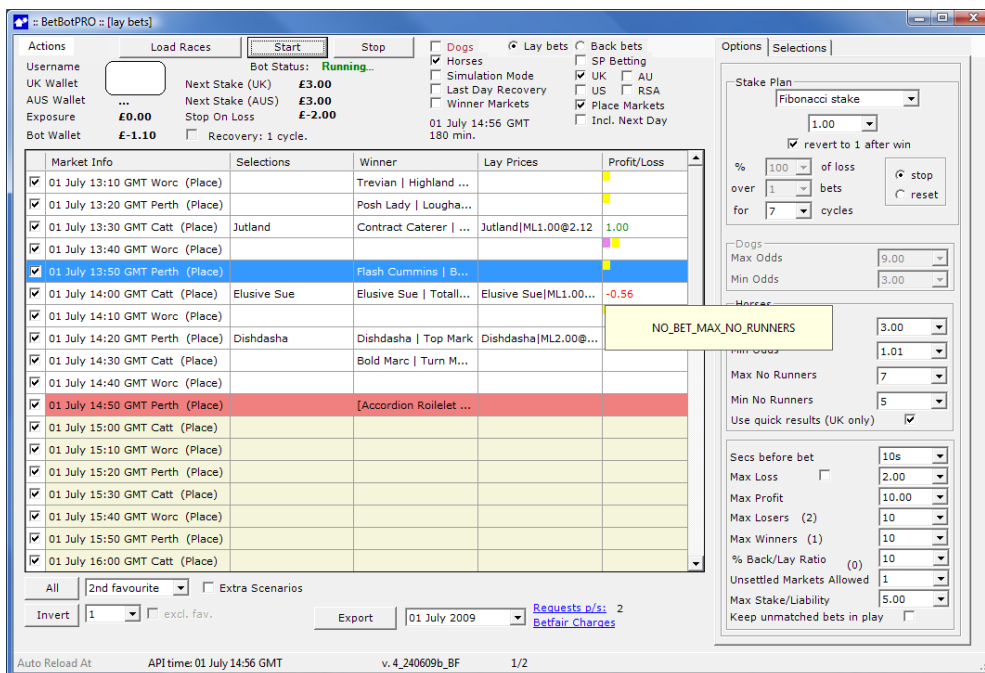 :: BetBotPRO :: [lay bets]
Actions Load Races Start Stop
Username Bot Status: Running...
UK Wallet Next Stake (UK) £3.00
AUS Wallet ... Next Stake (AUS) £3.00
Exposure £0.00 Stop On Loss £-2.00
Bot Wallet £-1.10 Recovery: 1 cycle.
Dogs Lay bets Back bets
Horses SP Betting
Simulation Mode UK AU
Last Day Recovery US RSA
Winner Markets Place Markets
01 July 14:56 GMT Incl. Next Day
180 min.
Market Info Selections Winner Lay Prices Profit/Loss
01 July 13:10 GMT Worc (Place) Trevian | Highland ...
01 July 13:20 GMT Perth (Place) Posh Lady | Lougha...
01 July 13:30 GMT Catt (Place) Jutland Contract Caterer | ... Jutland|ML1.00@2.12 1.00
01 July 13:40 GMT Worc (Place)
01 July 13:50 GMT Perth (Place) Flash Cummins | B...
01 July 14:00 GMT Catt (Place) Elusive Sue Elusive Sue | Totall... Elusive Sue|ML1.00... -0.56
01 July 14:10 GMT Worc (Place)
01 July 14:20 GMT Perth (Place) Dishdasha Dishdasha | Top Mark Dishdasha|ML2.00@...
01 July 14:30 GMT Catt (Place) Bold Marc | Turn M...
01 July 14:40 GMT Worc (Place)
01 July 14:50 GMT Perth (Place) [Accordion Roilelet ...
01 July 15:00 GMT Catt (Place)
01 July 15:10 GMT Worc (Place)
01 July 15:20 GMT Perth (Place)
01 July 15:30 GMT Catt (Place)
01 July 15:40 GMT Worc (Place)
01 July 15:50 GMT Perth (Place)
01 July 16:00 GMT Catt (Place)
NO_BET_MAX_NO_RUNNERS
All 2nd favourite Extra Scenarios
Invert 1 excl. fav. Export 01 July 2009 Requests p/s: 2
Betfair Charges
Options Selections
Stake Plan
Fibonacci stake
1.00
revert to 1 after win
% 100 of loss stop
over 1 bets reset
for 7 cycles
Dogs
Max Odds 9.00
Min Odds 3.00
Horses
3.00
Min Odds 1.01
Max No Runners 7
Min No Runners 5
Use quick results (UK only)
Secs before bet 10s
Max Loss 2.00
Max Profit 10.00
Max Losers (2) 10
Max Winners (1) 10
% Back/Lay Ratio (0) 10
Unsettled Markets Allowed 1
Max Stake/Liability 5.00
Keep unmatched bets in play
Auto Reload At API time: 01 July 14:56 GMT v. 4_240609b_BF 1/2